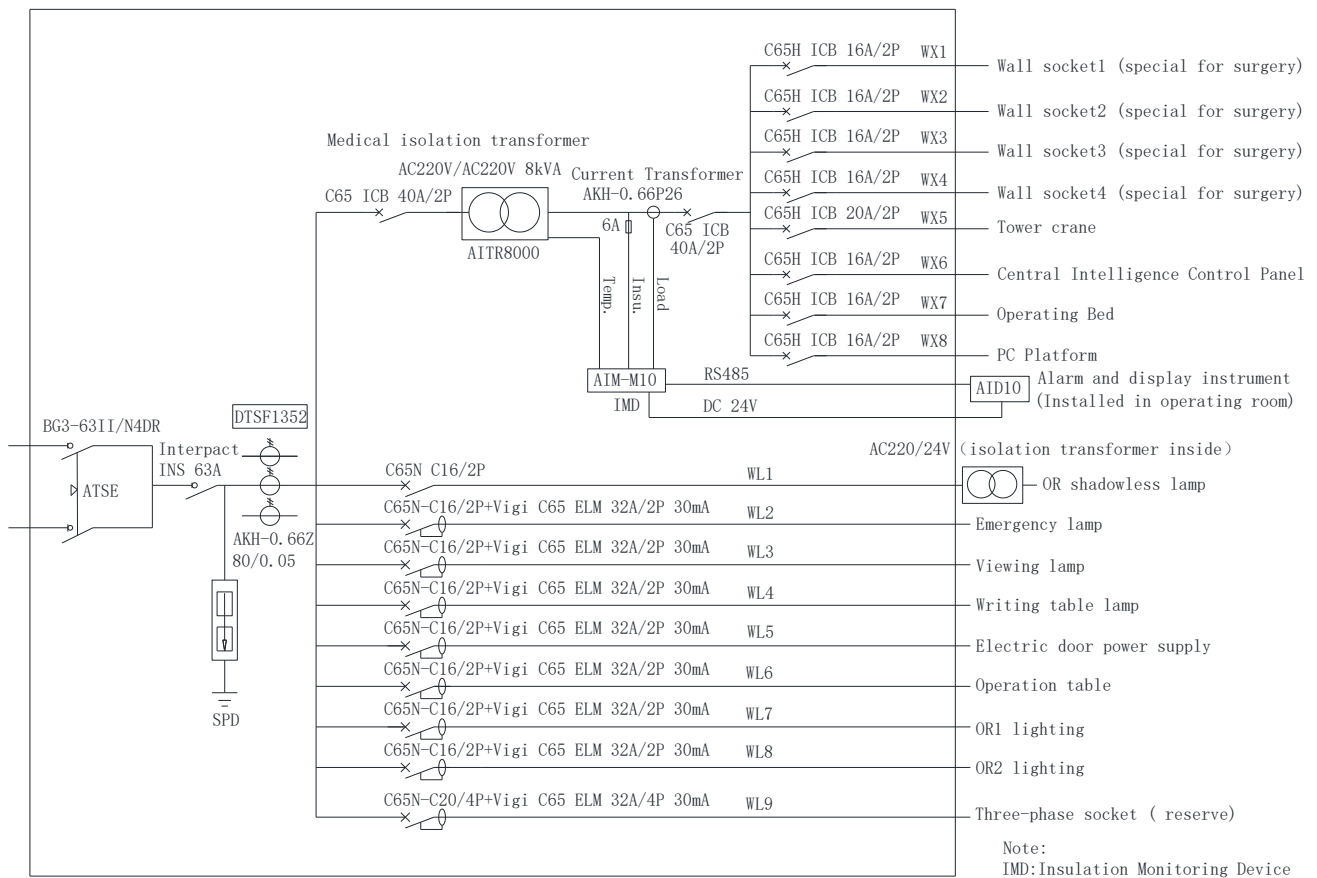 C65H ICB 16A/2P WX1
Wall socket1 (special for surgery)
C65H ICB 16A/2P WX2
Wall socket2 (special for surgery)
C65H ICB 16A/2P WX3
Wall socket3 (special for surgery)
C65H ICB 16A/2P WX4
Wall socket4 (special for surgery)
C65H ICB 20A/2P WX5
Tower crane
C65H ICB 16A/2P WX6
Central Intelligence Control Panel
C65H ICB 16A/2P WX7
Operating Bed
C65H ICB 16A/2P WX8
PC Platform
Medical isolation transformer
AC220V/AC220V 8kVA
C65 ICB 40A/2P
AITR8000
Current Transformer
AKH-0.66P26
6A
C65 ICB
40A/2P
Temp.
Insu.
Load
AIM-M10
IMD
RS485
DC 24V
AID10
Alarm and display instrument
(Installed in operating room)
BG3-63II/N4DR
ATSE
Interpact
INS 63A
DTSF1352
AKH-0.66Z
80/0.05
SPD
AC220/24V (isolation transformer inside)
C65N C16/2P WL1
OR shadowless lamp
C65N-C16/2P+Vigi C65 ELM 32A/2P 30mA WL2
Emergency lamp
C65N-C16/2P+Vigi C65 ELM 32A/2P 30mA WL3
Viewing lamp
C65N-C16/2P+Vigi C65 ELM 32A/2P 30mA WL4
Writing table lamp
C65N-C16/2P+Vigi C65 ELM 32A/2P 30mA WL5
Electric door power supply
C65N-C16/2P+Vigi C65 ELM 32A/2P 30mA WL6
Operation table
C65N-C16/2P+Vigi C65 ELM 32A/2P 30mA WL7
OR1 lighting
C65N-C16/2P+Vigi C65 ELM 32A/2P 30mA WL8
OR2 lighting
C65N-C20/4P+Vigi C65 ELM 32A/4P 30mA WL9
Three-phase socket ( reserve)
Note:
IMD:Insulation Monitoring Device